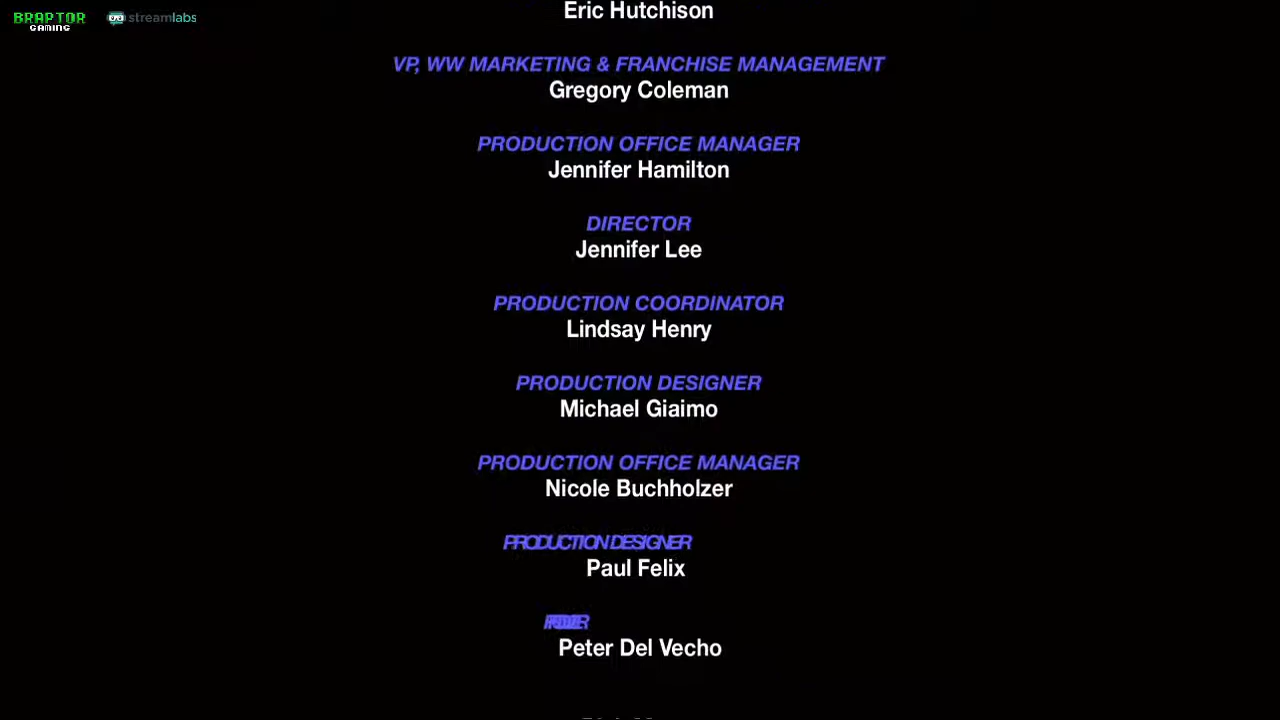 BRAPTOR
GAMING
streamlabs
Eric Hutchison
VP, WW MARKETING & FRANCHISE MANAGEMENT
Gregory Coleman
PRODUCTION OFFICE MANAGER
Jennifer Hamilton
DIRECTOR
Jennifer Lee
PRODUCTION COORDINATOR
Lindsay Henry
PRODUCTION DESIGNER
Michael Giaimo
PRODUCTION OFFICE MANAGER
Nicole Buchholzer
PRODUCTION DESIGNER
Paul Felix
Peter Del Vecho